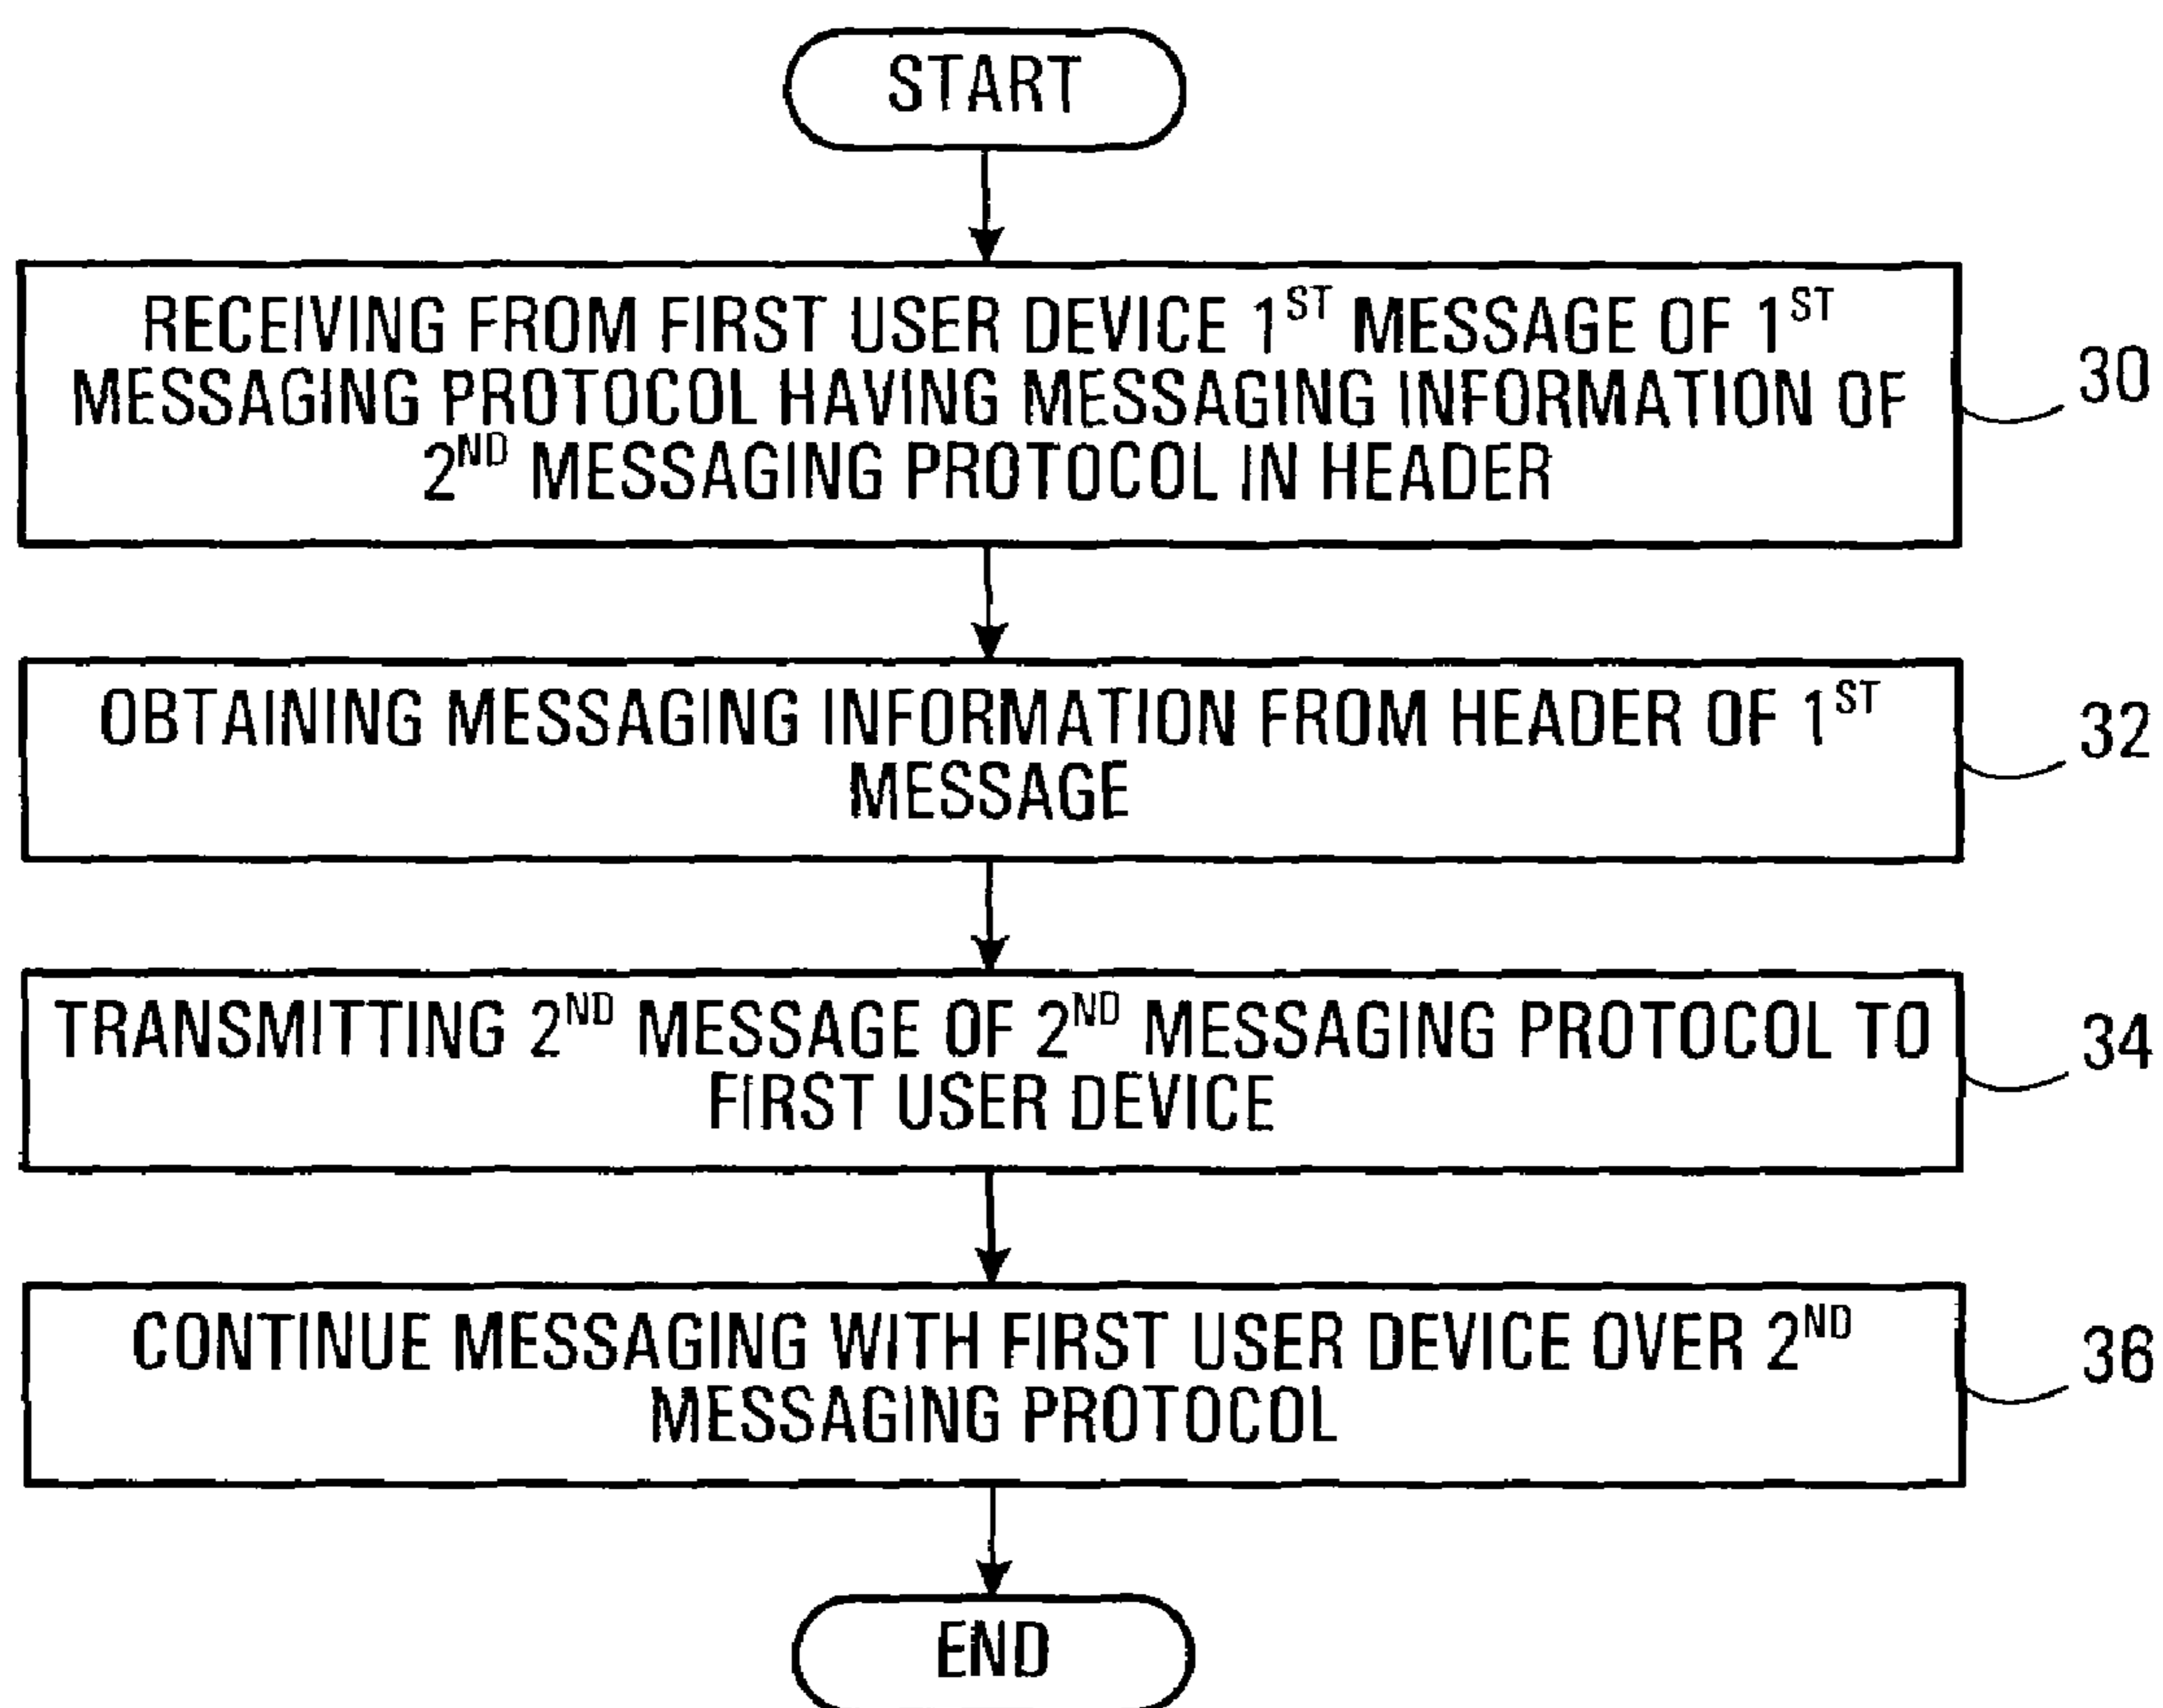 START
RECEIVING FROM FIRST USER DEVICE 1ST MESSAGE OF 1ST
MESSAGING PROTOCOL HAVING MESSAGING INFORMATION OF
2ND MESSAGING PROTOCOL IN HEADER
30
OBTAINING MESSAGING INFORMATION FROM HEADER OF 1ST
MESSAGE
32
TRANSMITTING 2ND MESSAGE OF 2ND MESSAGING PROTOCOL TO
FIRST USER DEVICE
34
CONTINUE MESSAGING WITH FIRST USER DEVICE OVER 2ND
MESSAGING PROTOCOL
36
END